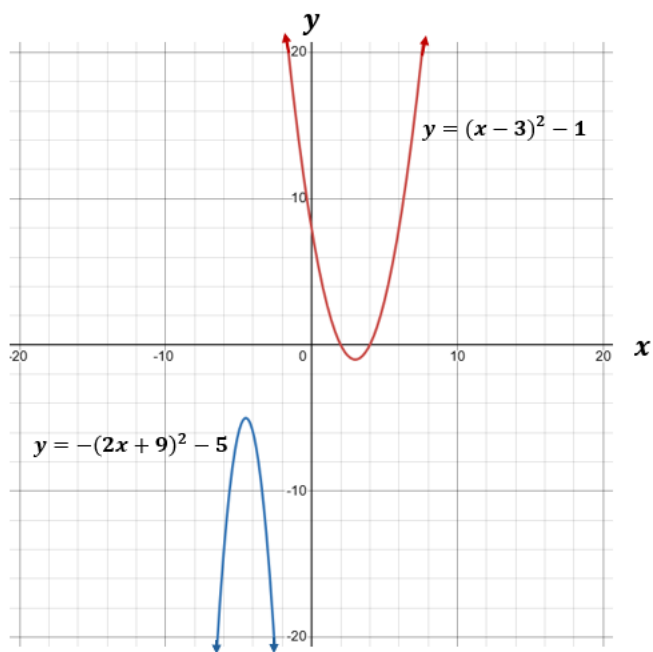 y
20
y = (x − 3)² − 1
10
-20 -10 0 10 20 x
y = −(2x + 9)² − 5
-10
-20